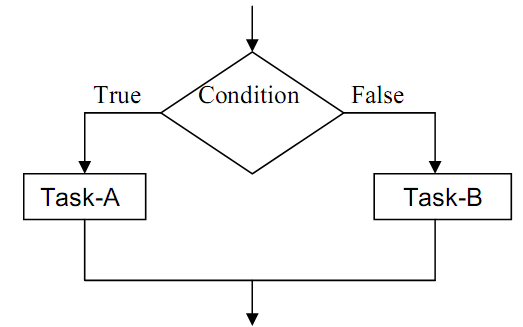 True
Condition
False
Task-A
Task-B